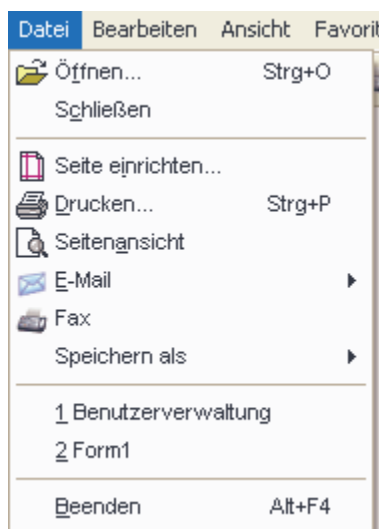 Datei Bearbeiten Ansicht Favorit
Öffnen... Strg+O
Schließen
Seite einrichten...
Drucken... Strg+P
Seitenansicht
E-Mail
Fax
Speichern als
1 Benutzerverwaltung
2 Form1
Beenden Alt+F4